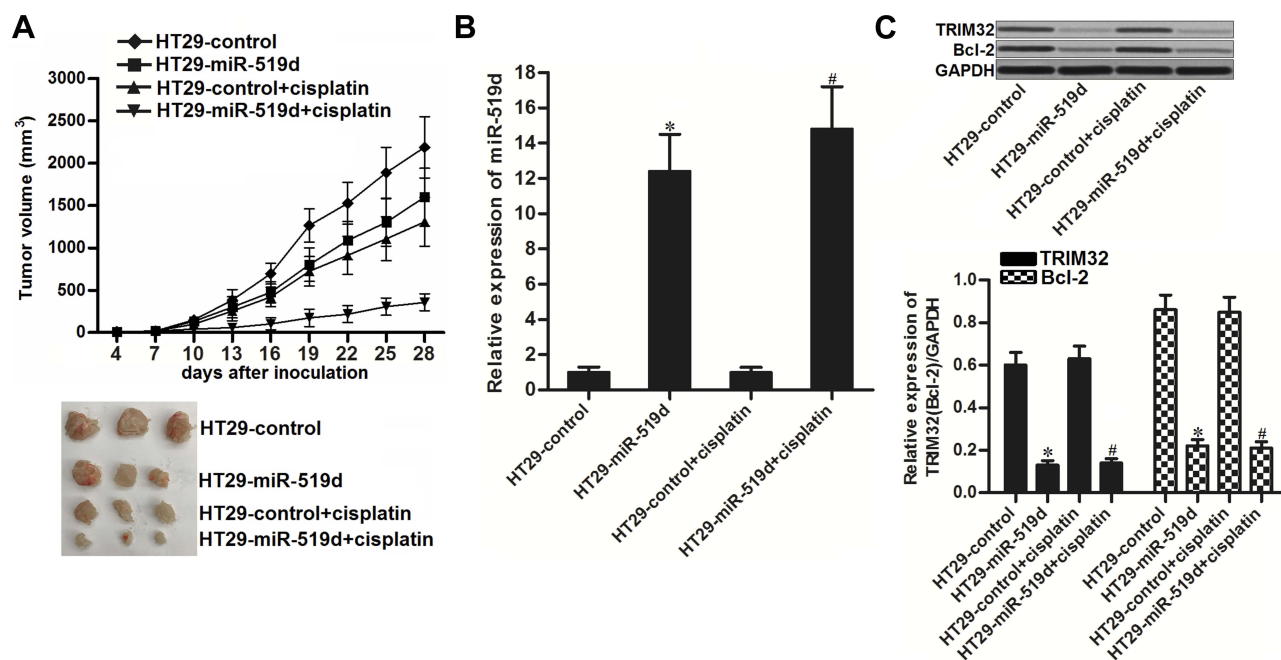 A
HT29-control
HT29-miR-519d
HT29-control+cisplatin
HT29-miR-519d+cisplatin
Tumor volume (mm³)
3000
2500
2000
1500
1000
500
0
4 7 10 13 16 19 22 25 28
days after inoculation
HT29-control
HT29-miR-519d
HT29-control+cisplatin
HT29-miR-519d+cisplatin
B
Relative expression of miR-519d
18
16
14
12
10
8
6
4
2
0
*
#
HT29-control
HT29-miR-519d
HT29-control+cisplatin
HT29-miR-519d+cisplatin
C
TRIM32
Bcl-2
GAPDH
HT29-control
HT29-miR-519d
HT29-control+cisplatin
HT29-miR-519d+cisplatin
TRIM32
Bcl-2
Relative expression of
TRIM32(Bcl-2)/GAPDH
1.0
0.8
0.6
0.4
0.2
0.0
*
#
*
#
HT29-control
HT29-miR-519d
HT29-control+cisplatin
HT29-miR-519d+cisplatin
HT29-control
HT29-miR-519d
HT29-control+cisplatin
HT29-miR-519d+cisplatin